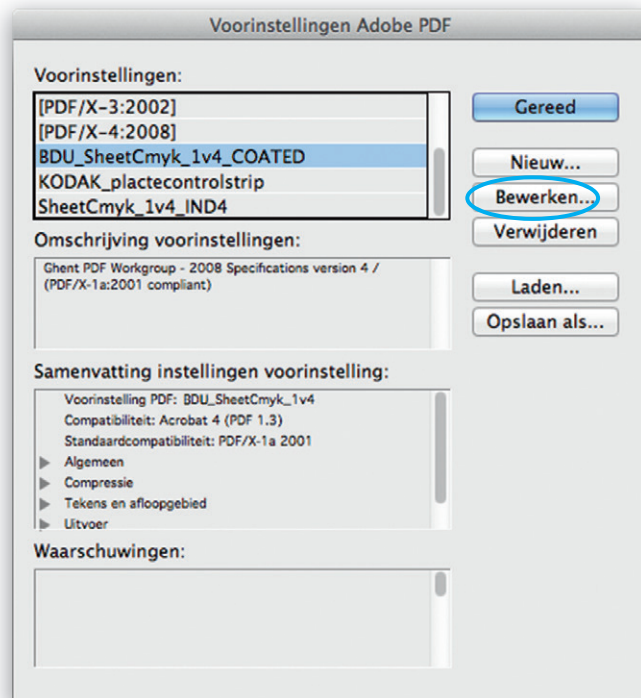 Voorinstellingen Adobe PDF
Voorinstellingen:
[PDF/X-3:2002]
[PDF/X-4:2008]
BDU_SheetCmyk_1v4_COATED
KODAK_plactecontrolstrip
SheetCmyk_1v4_IND4
Gereed
Nieuw...
Bewerken...
Verwijderen
Laden...
Opslaan als...
Omschrijving voorinstellingen:
Ghent PDF Workgroup - 2008 Specifications version 4 /
(PDF/X-1a:2001 compliant)
Samenvatting instellingen voorinstelling:
Voorinstelling PDF: BDU_SheetCmyk_1v4
Compatibiliteit: Acrobat 4 (PDF 1.3)
Standaardcompatibiliteit: PDF/X-1a 2001
Algemeen
Compressie
Tekens en afloopgebied
Uitvoer
Waarschuwingen: